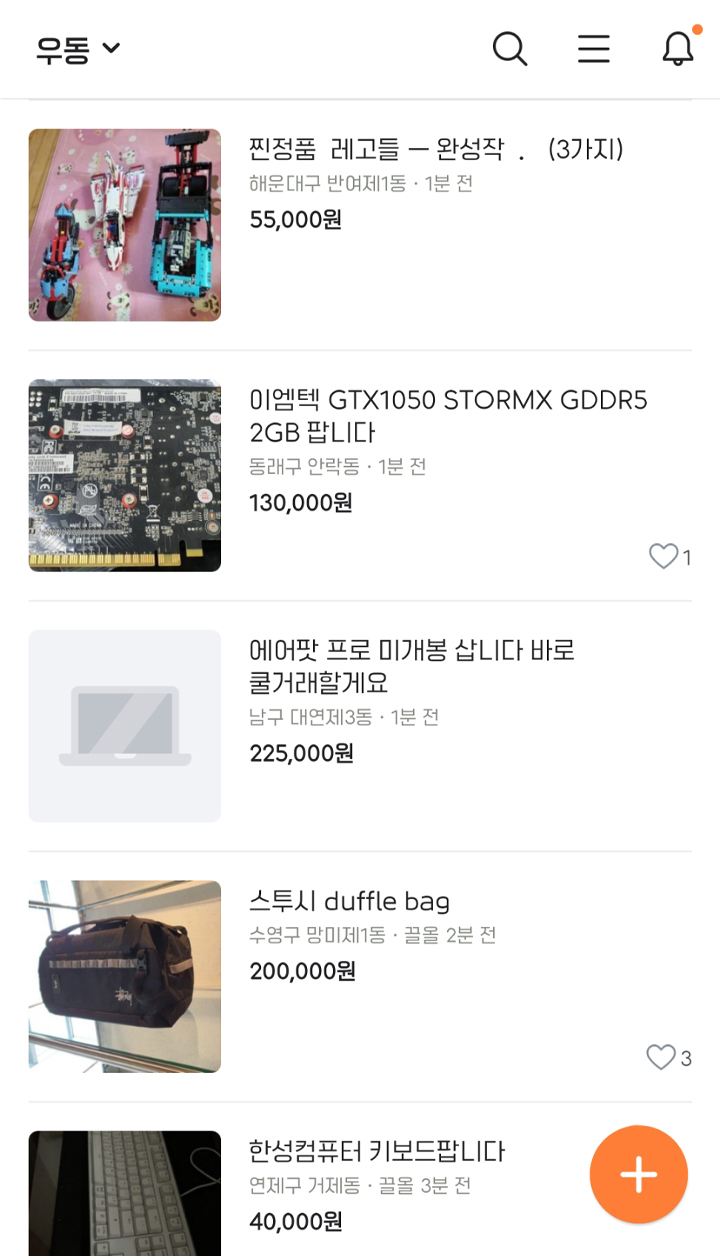 우동
찐정품 레고들 — 완성작 . (3가지)
해운대구 반여제1동 · 1분 전
55,000원
이엠텍 GTX1050 STORMX GDDR5
2GB 팝니다
동래구 안락동 · 1분 전
130,000원
1
에어팟 프로 미개봉 삽니다 바로
쿨거래할게요
남구 대연제3동 · 1분 전
225,000원
스투시 duffle bag
수영구 망미제1동 · 끌올 2분 전
200,000원
3
한성컴퓨터 키보드팝니다
연제구 거제동 · 끌올 3분 전
40,000원